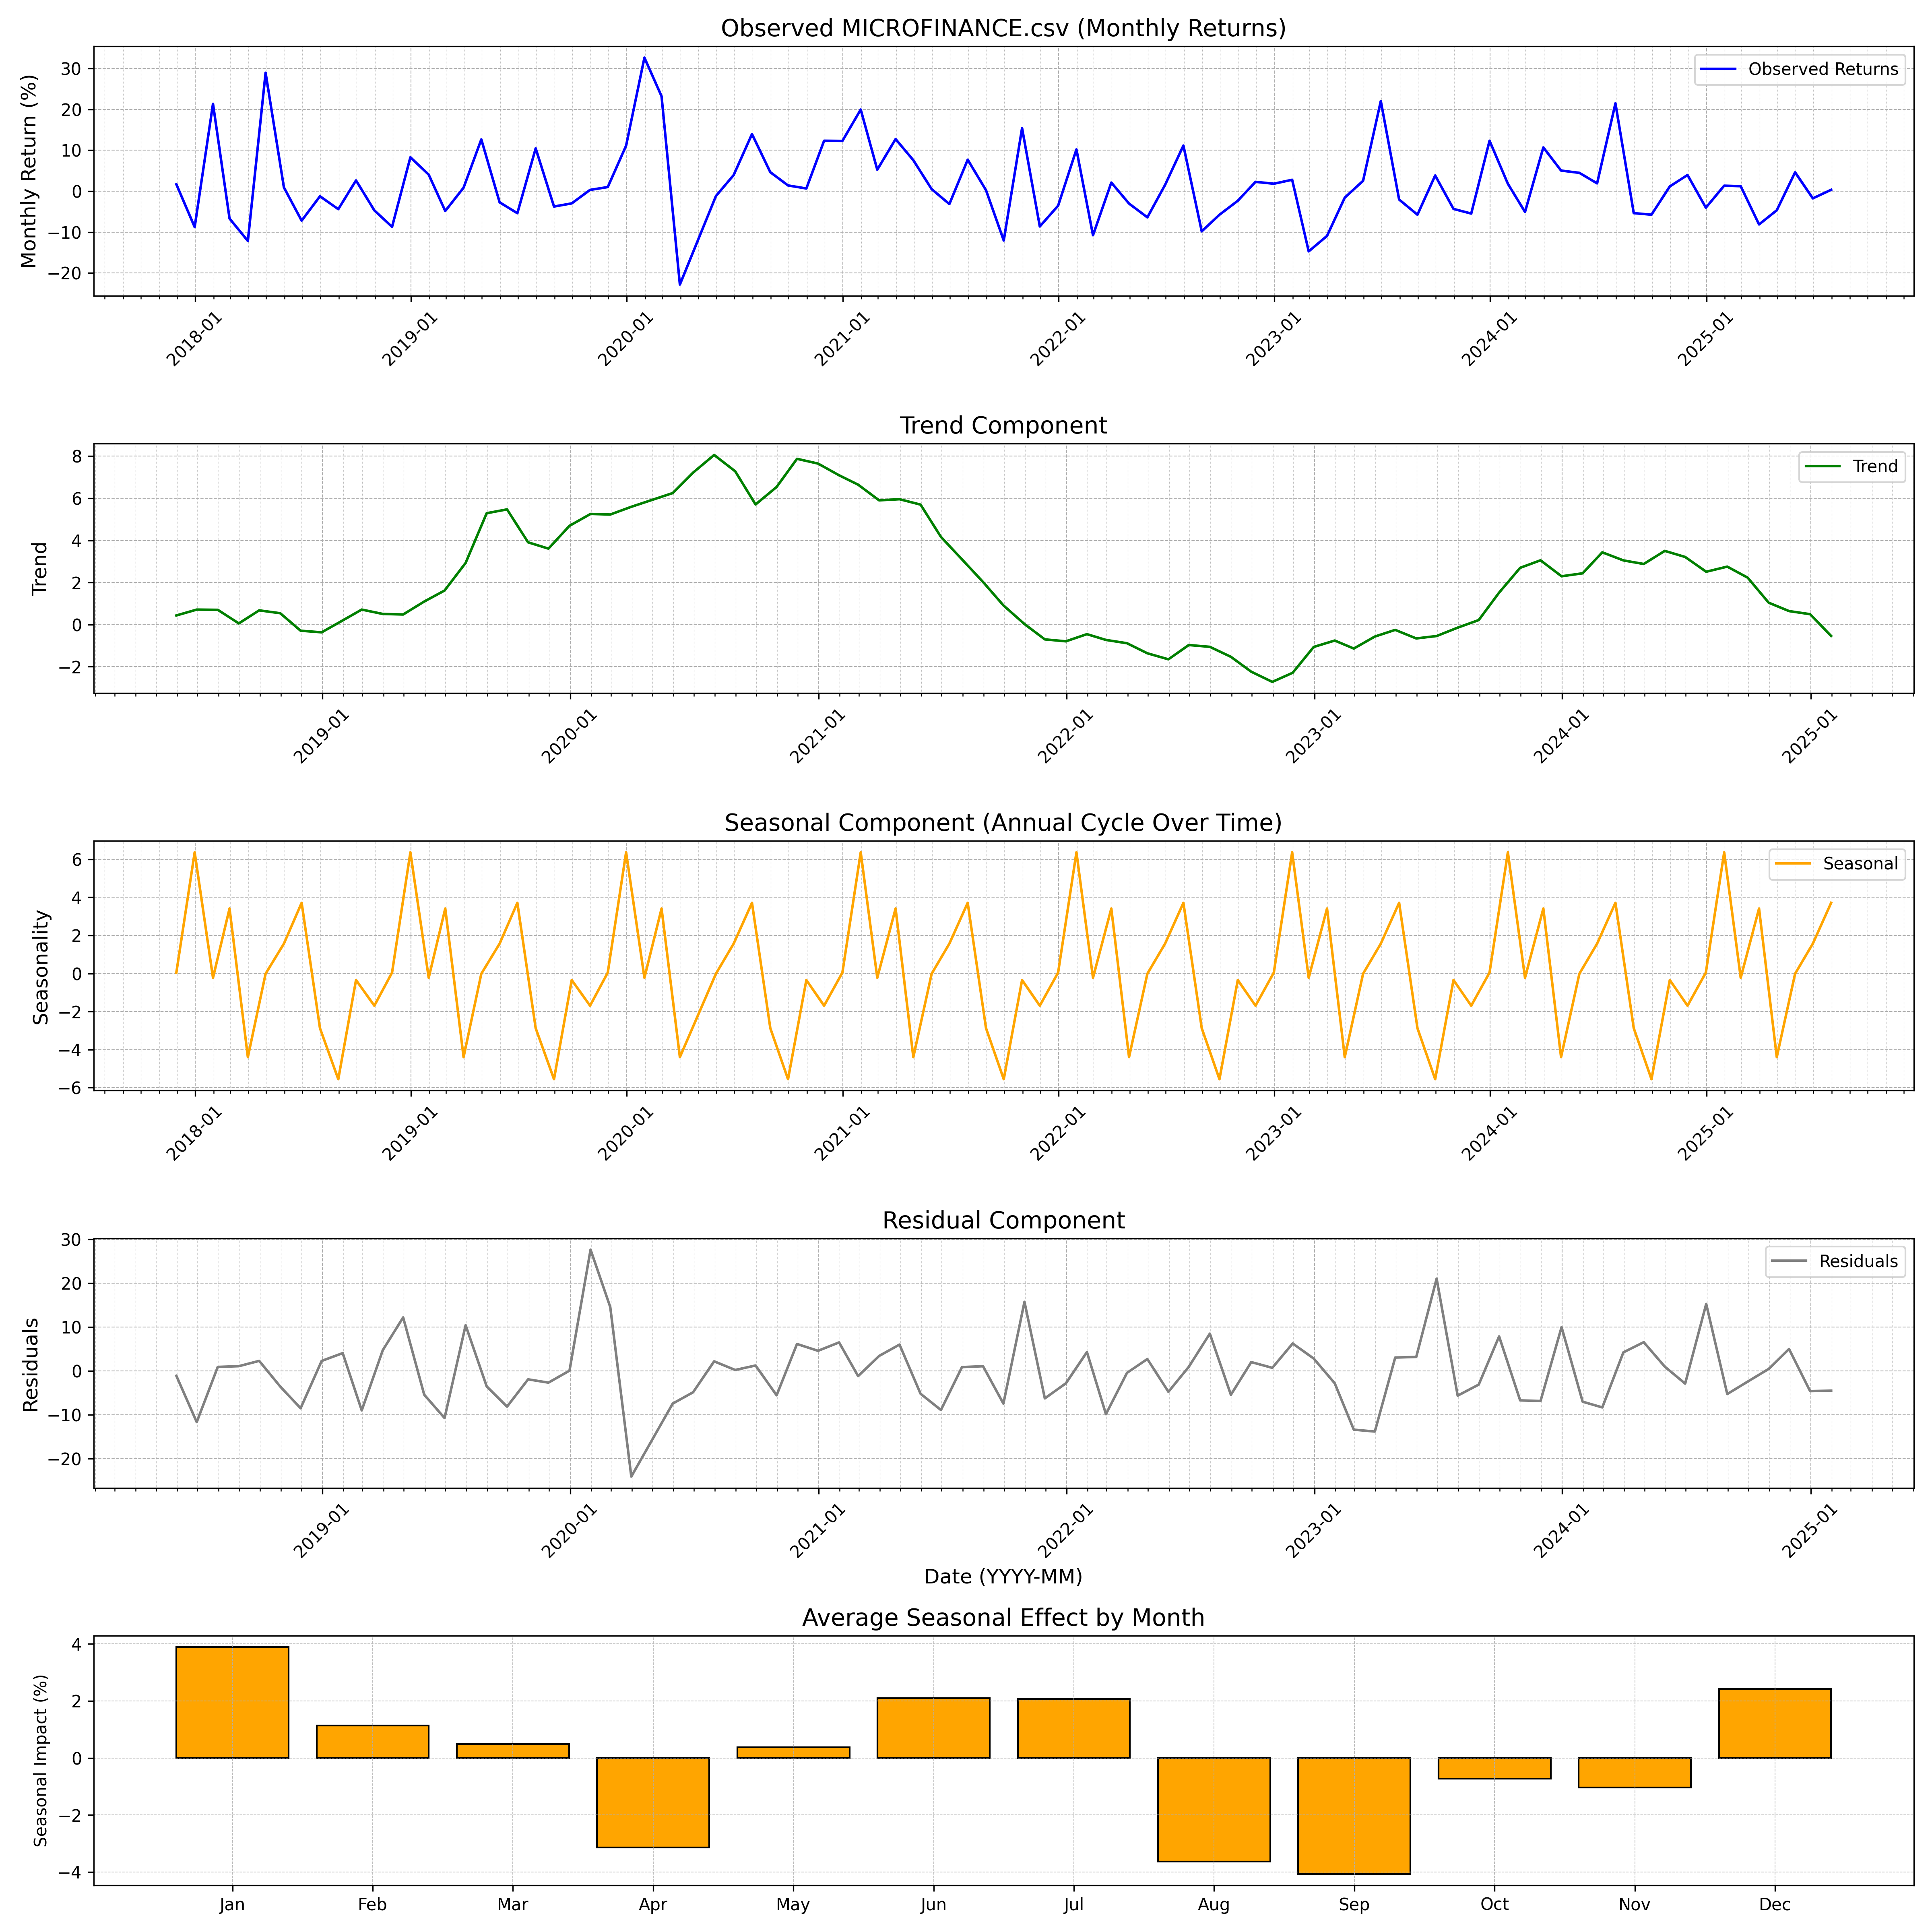 Observed MICROFINANCE.csv (Monthly Returns)
Monthly Return (%)
30
20
10
0
−10
−20
Observed Returns
2018-01 2019-01 2020-01 2021-01 2022-01 2023-01 2024-01 2025-01
Trend Component
Trend
8
6
4
2
0
−2
Trend
2019-01 2020-01 2021-01 2022-01 2023-01 2024-01 2025-01
Seasonal Component (Annual Cycle Over Time)
Seasonality
6
4
2
0
−2
−4
−6
Seasonal
2018-01 2019-01 2020-01 2021-01 2022-01 2023-01 2024-01 2025-01
Residual Component
Residuals
30
20
10
0
−10
−20
Residuals
2019-01 2020-01 2021-01 2022-01 2023-01 2024-01 2025-01
Date (YYYY-MM)
Average Seasonal Effect by Month
Seasonal Impact (%)
4
2
0
−2
−4
Jan Feb Mar Apr May Jun Jul Aug Sep Oct Nov Dec